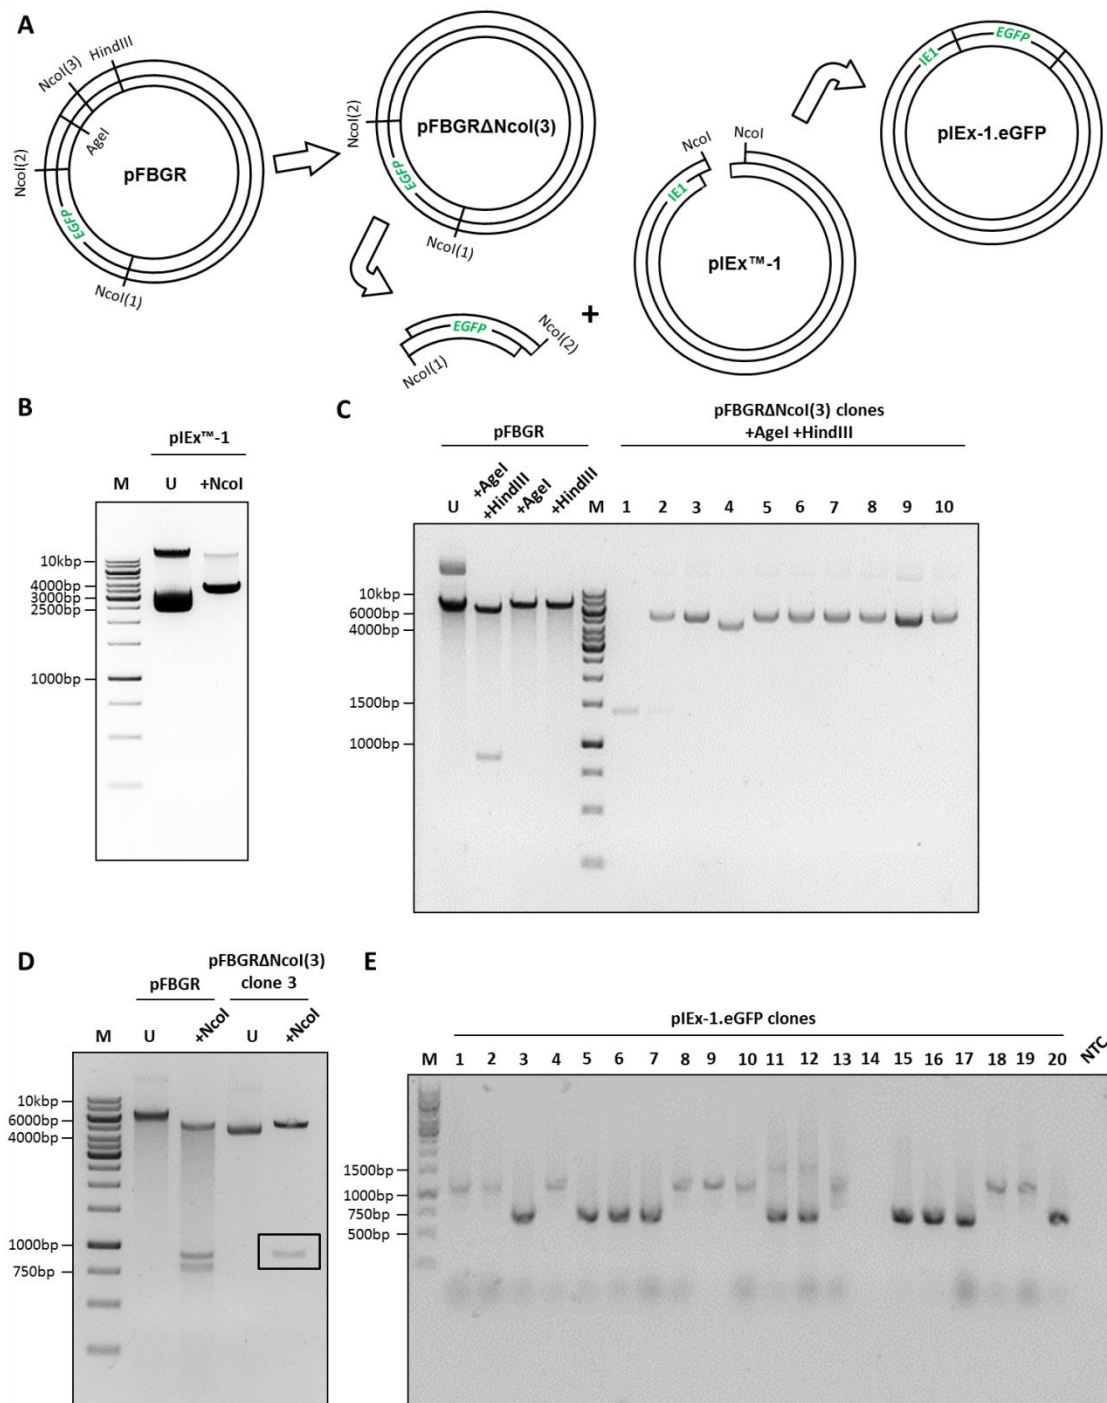 A
NcoI(3)
HindIII
AgeI
NcoI(2)
pFBGR
EGFP
NcoI(1)
NcoI(2)
pFBGRΔNcoI(3)
EGFP
NcoI(1)
EGFP
NcoI(1)
NcoI(2)
+
NcoI
NcoI
IE1
pIEx™-1
IE1
EGFP
pIEx-1.eGFP
B
pIEx™-1
M U +NcoI
10kbp
4000bp
3000bp
2500bp
1000bp
C
pFBGR
pFBGRΔNcoI(3) clones
+AgeI +HindIII
U
+AgeI
+HindIII
+AgeI
+HindIII
M 1 2 3 4 5 6 7 8 9 10
10kbp
6000bp
4000bp
1500bp
1000bp
D
pFBGR
pFBGRΔNcoI(3)
clone 3
M U +NcoI U +NcoI
10kbp
6000bp
4000bp
1000bp
750bp
E
pIEx-1.eGFP clones
M 1 2 3 4 5 6 7 8 9 10 11 12 13 14 15 16 17 18 19 20 NTC
1500bp
1000bp
750bp
500bp